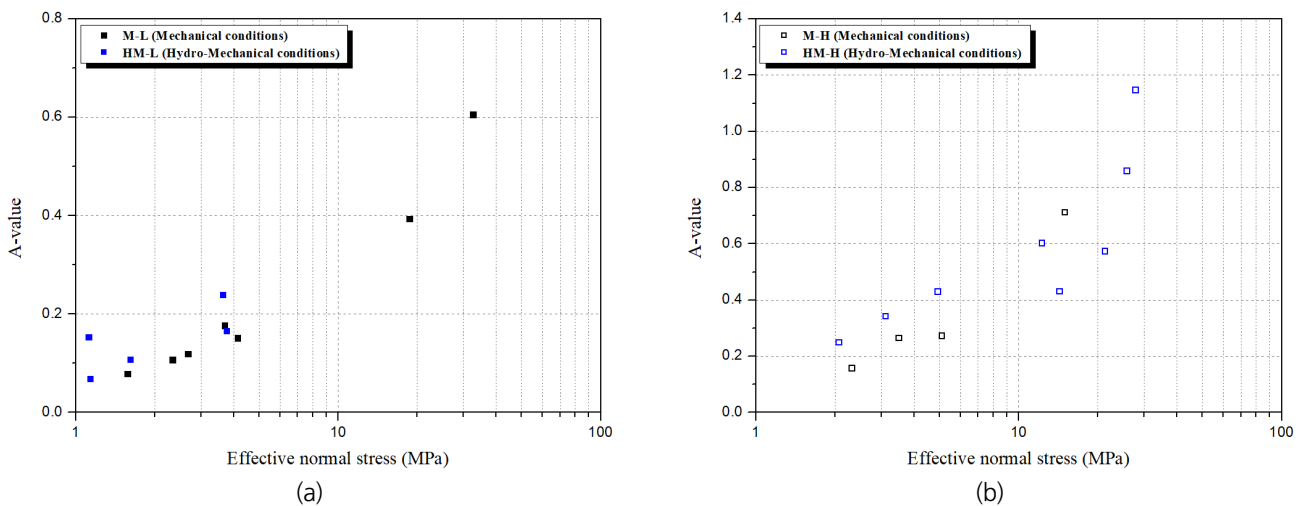 M-L (Mechanical conditions)
HM-L (Hydro-Mechanical conditions)
0.8
0.6
0.4
0.2
0.0
A-value
1
10
100
Effective normal stress (MPa)
(a)
M-H (Mechanical conditions)
HM-H (Hydro-Mechanical conditions)
1.4
1.2
1.0
0.8
0.6
0.4
0.2
0.0
A-value
1
10
100
Effective normal stress (MPa)
(b)